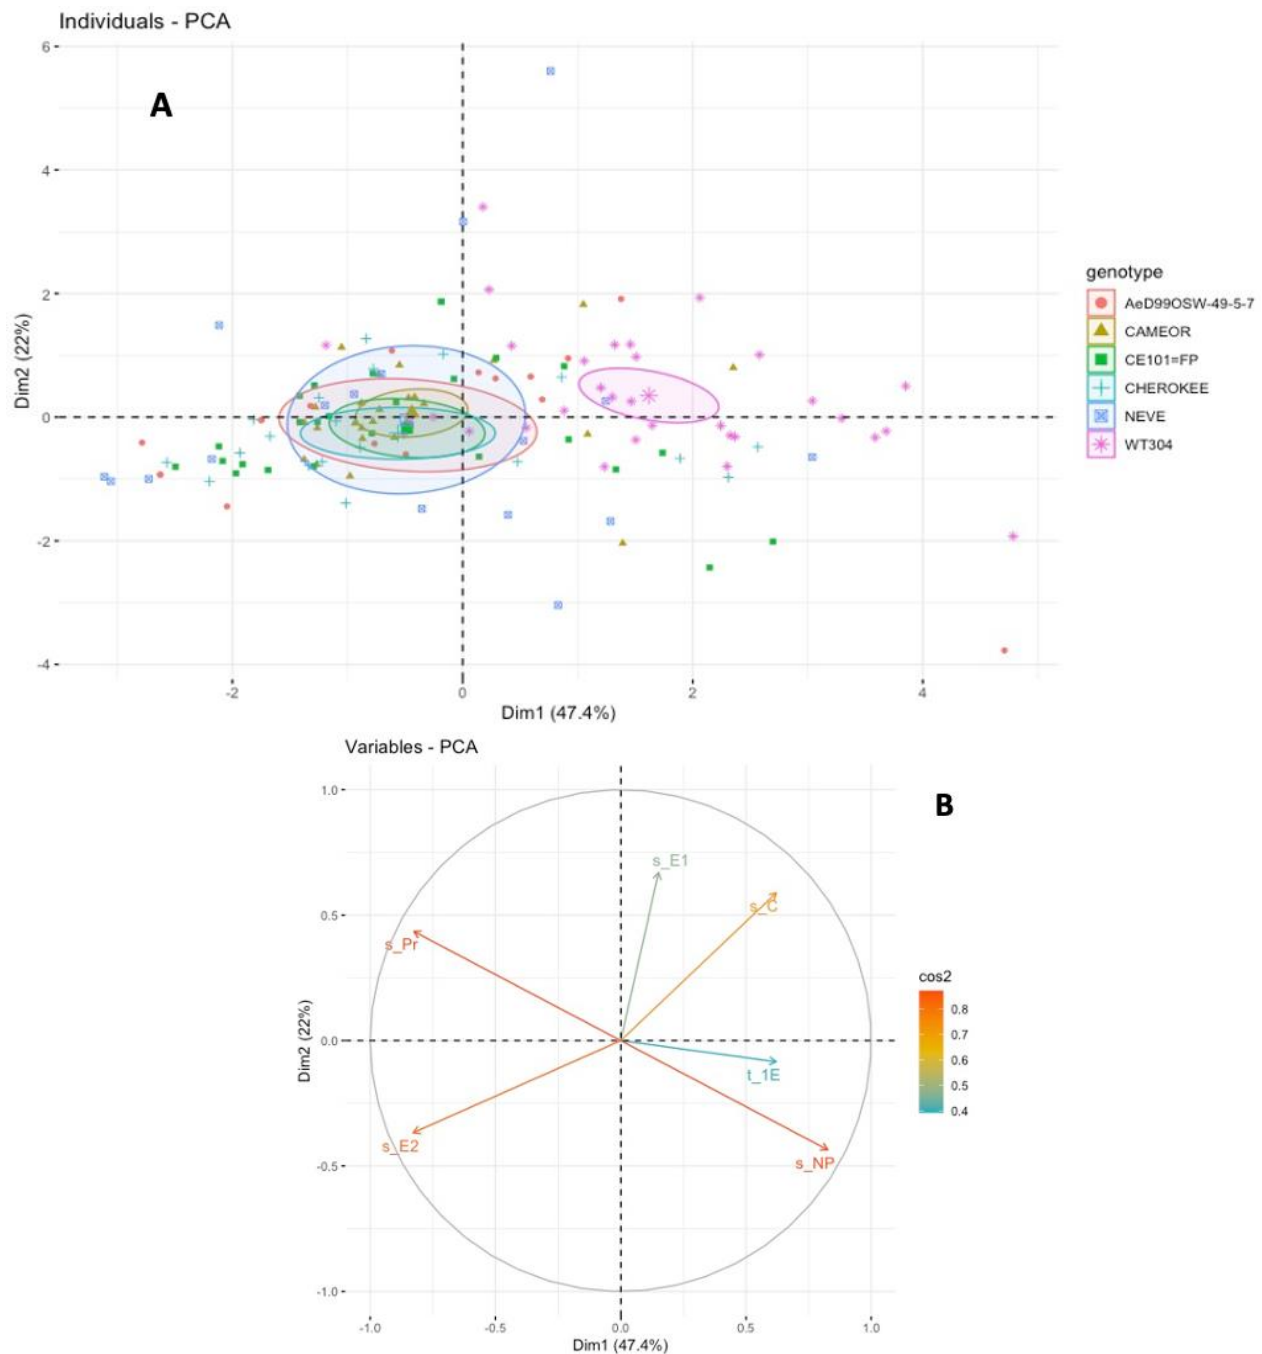 Individuals - PCA
A
6
4
2
0
-2
-4
Dim2 (22%)
-2
0
2
4
Dim1 (47.4%)
genotype
AeD99OSW-49-5-7
CAMEOR
CE101=FP
CHEROKEE
NEVE
WT304
Variables - PCA
B
1.0
0.5
0.0
-0.5
-1.0
Dim2 (22%)
s_E1
s_C
s_Pr
t_1E
s_E2
s_NP
-1.0
-0.5
0.0
0.5
1.0
Dim1 (47.4%)
cos2
0.8
0.7
0.6
0.5
0.4